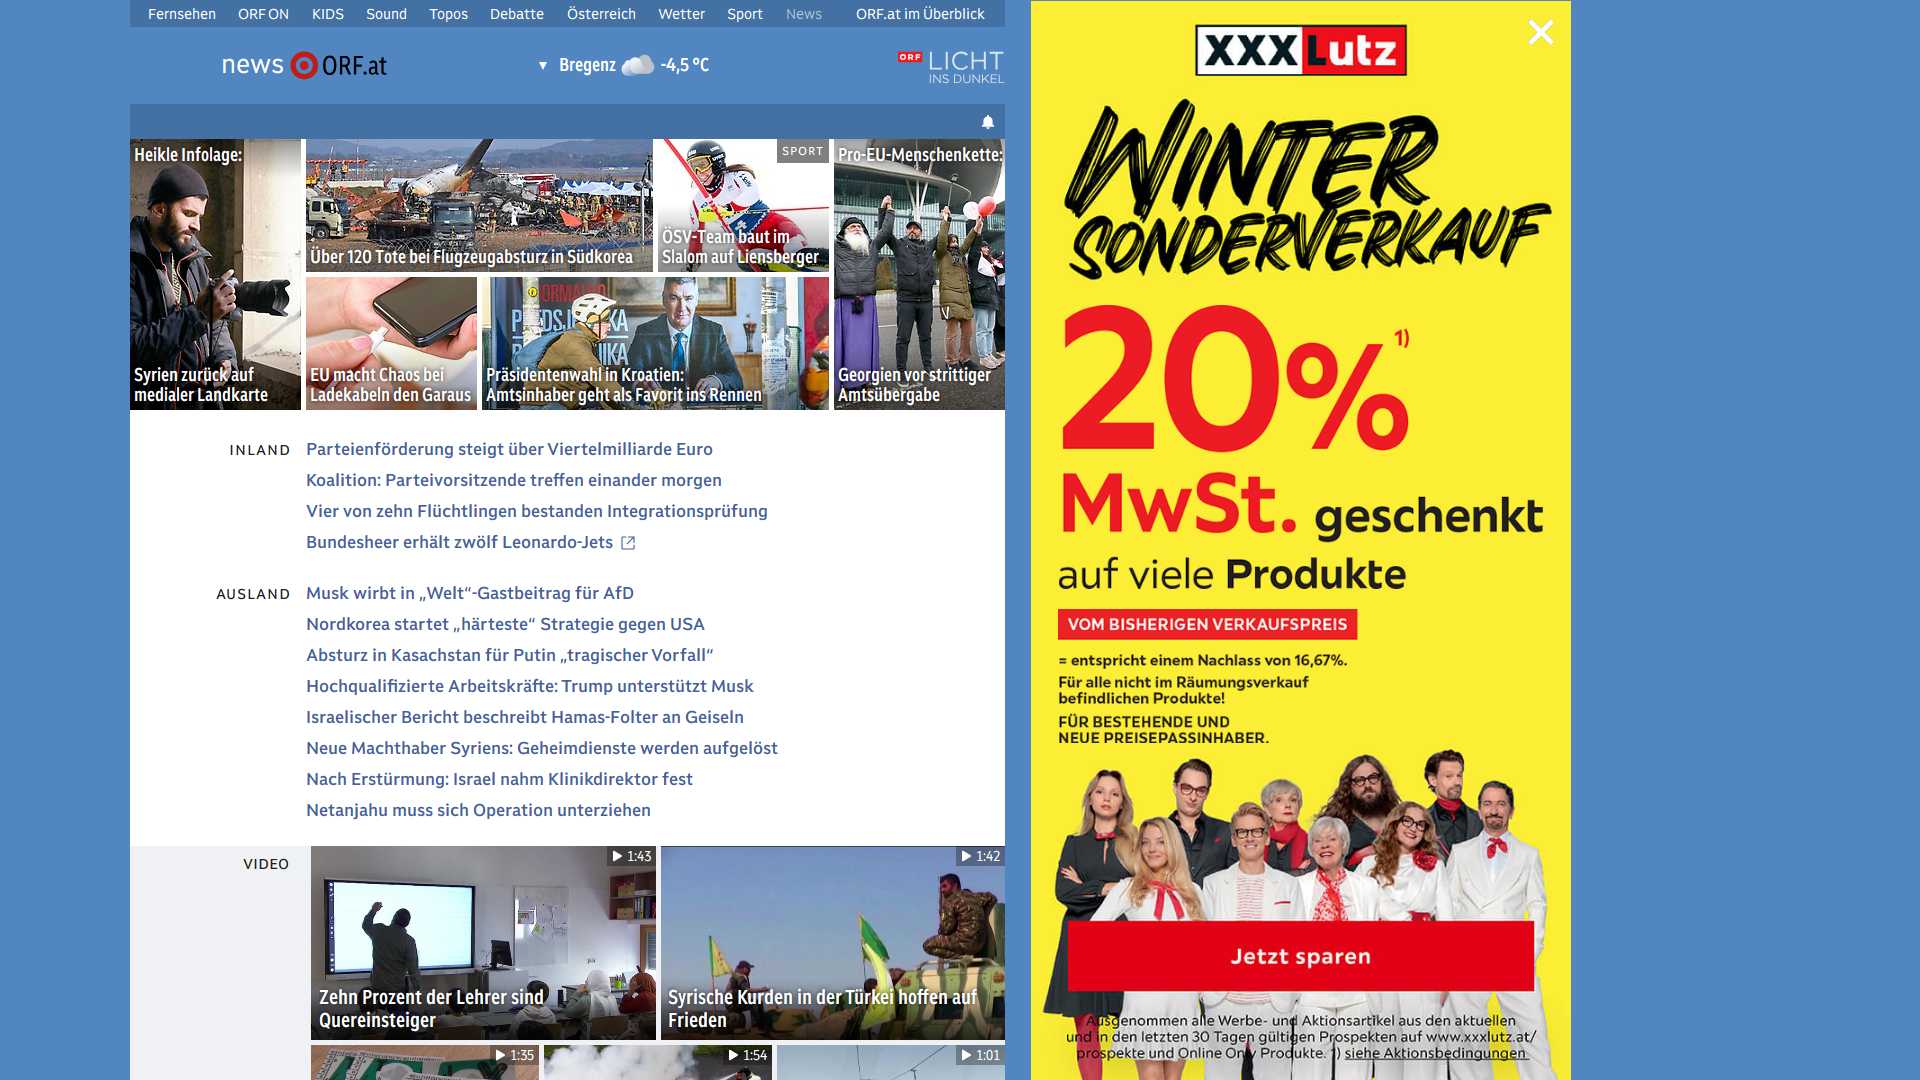 Fernsehen ORF ON KIDS Sound Topos Debatte Österreich Wetter Sport News ORF.at im Überblick
news ORF.at
▼ Bregenz -4,5 °C
ORF LICHT
INS DUNKEL
Heikle Infolage:
Syrien zurück auf
medialer Landkarte
Über 120 Tote bei Flugzeugabsturz in Südkorea
SPORT
ÖSV-Team baut im
Slalom auf Liensberger
EU macht Chaos bei
Ladekabeln den Garaus
Präsidentenwahl in Kroatien:
Amtsinhaber geht als Favorit ins Rennen
Pro-EU-Menschenkette:
Georgien vor strittiger
Amtsübergabe
INLAND
Parteienförderung steigt über Viertelmilliarde Euro
Koalition: Parteivorsitzende treffen einander morgen
Vier von zehn Flüchtlingen bestanden Integrationsprüfung
Bundesheer erhält zwölf Leonardo-Jets
AUSLAND
Musk wirbt in „Welt“-Gastbeitrag für AfD
Nordkorea startet „härteste“ Strategie gegen USA
Absturz in Kasachstan für Putin „tragischer Vorfall“
Hochqualifizierte Arbeitskräfte: Trump unterstützt Musk
Israelischer Bericht beschreibt Hamas-Folter an Geiseln
Neue Machthaber Syriens: Geheimdienste werden aufgelöst
Nach Erstürmung: Israel nahm Klinikdirektor fest
Netanjahu muss sich Operation unterziehen
VIDEO
1:43
Zehn Prozent der Lehrer sind
Quereinsteiger
1:42
Syrische Kurden in der Türkei hoffen auf
Frieden
1:35
1:54
1:01
XXXLutz
WINTER
SONDERVERKAUF
20% 1)
MwSt. geschenkt
auf viele Produkte
VOM BISHERIGEN VERKAUFSPREIS
= entspricht einem Nachlass von 16,67%.
Für alle nicht im Räumungsverkauf
befindlichen Produkte!
FÜR BESTEHENDE UND
NEUE PREISEPASSINHABER.
Jetzt sparen
Ausgenommen alle Werbe- und Aktionsartikel aus den aktuellen
und in den letzten 30 Tagen gültigen Prospekten auf www.xxxlutz.at/
prospekte und Online Only Produkte. 1) siehe Aktionsbedingungen